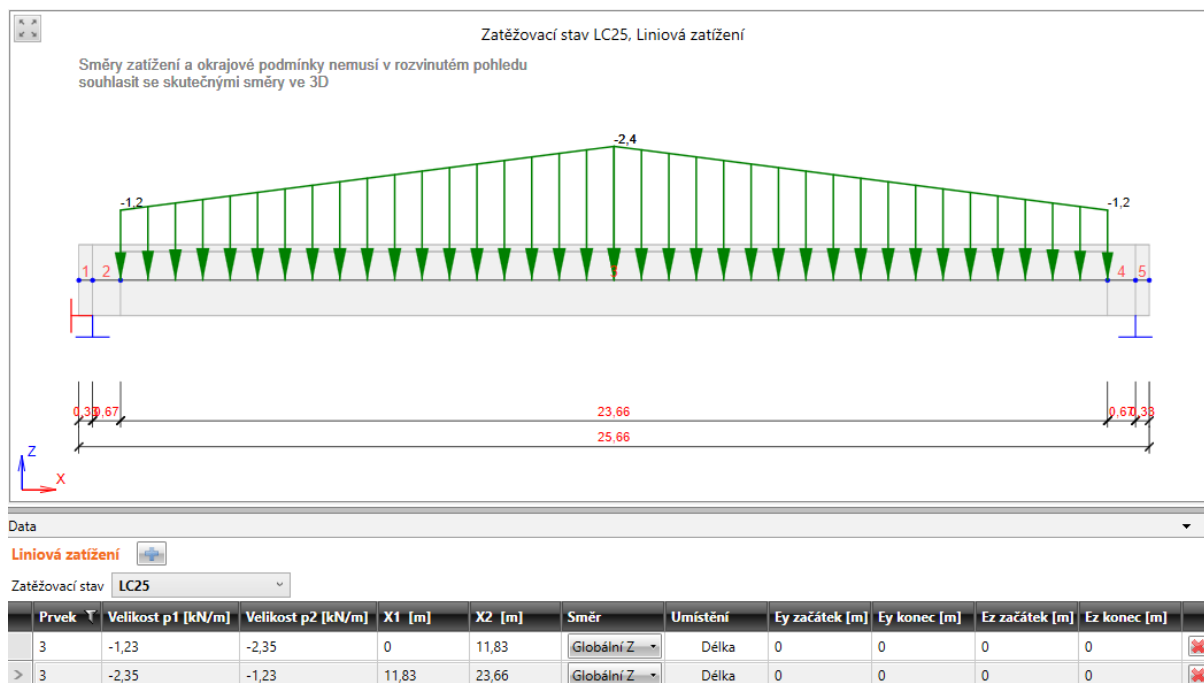 Zatěžovací stav LC25, Liniová zatížení
Směry zatížení a okrajové podmínky nemusí v rozvinutém pohledu
souhlasit se skutečnými směry ve 3D
-2,4
-1,2 -1,2
1 2 3 4 5
0,33 0,67 23,66 0,67 0,33
25,66
Z
X
Data
Liniová zatížení
Zatěžovací stav LC25
Prvek Velikost p1 [kN/m] Velikost p2 [kN/m] X1 [m] X2 [m] Směr Umístění Ey začátek [m] Ey konec [m] Ez začátek [m] Ez konec [m]
3 -1,23 -2,35 0 11,83 Globální Z Délka 0 0 0 0
> 3 -2,35 -1,23 11,83 23,66 Globální Z Délka 0 0 0 0